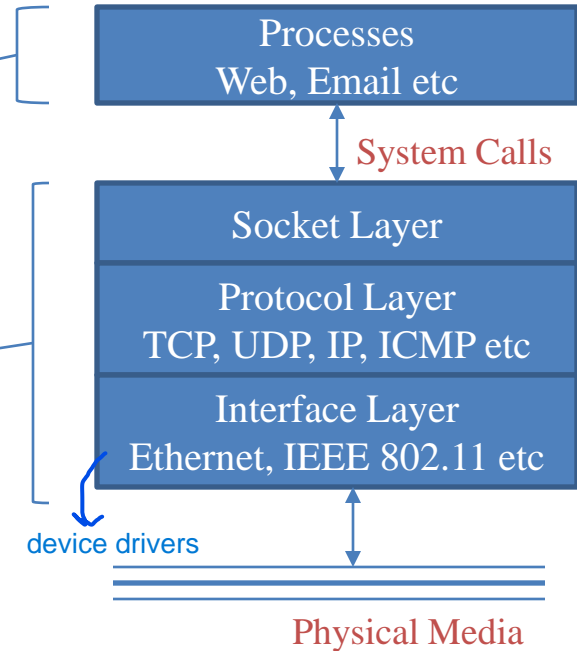 Processes
Web, Email etc
System Calls
Socket Layer
Protocol Layer
TCP, UDP, IP, ICMP etc
Interface Layer
Ethernet, IEEE 802.11 etc
device drivers
Physical Media